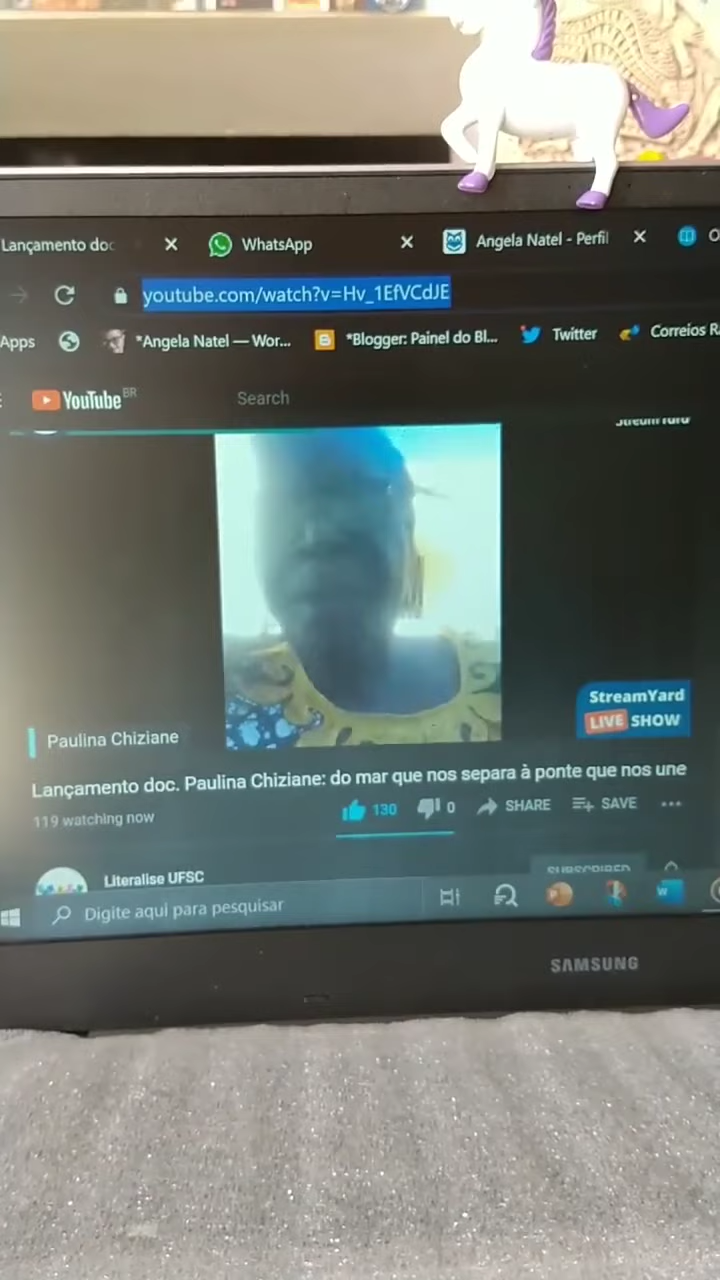 Lançamento doc
WhatsApp
Angela Natel - Perfil
youtube.com/watch?v=Hv_1EfVCdJE
Apps
*Angela Natel — Wor...
*Blogger: Painel do Bl...
Twitter
Correios R
YouTube BR
Search
StreamYard
StreamYard
LIVE SHOW
Paulina Chiziane
Lançamento doc. Paulina Chiziane: do mar que nos separa à ponte que nos une
119 watching now
130
0
SHARE
SAVE
Literalise UFSC
SUBSCRIBED
Digite aqui para pesquisar
SAMSUNG